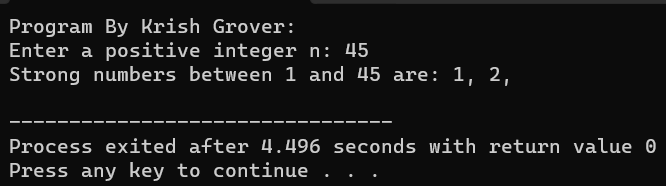 Program By Krish Grover:
Enter a positive integer n: 45
Strong numbers between 1 and 45 are: 1, 2,
--------------------------------
Process exited after 4.496 seconds with return value 0
Press any key to continue . . .